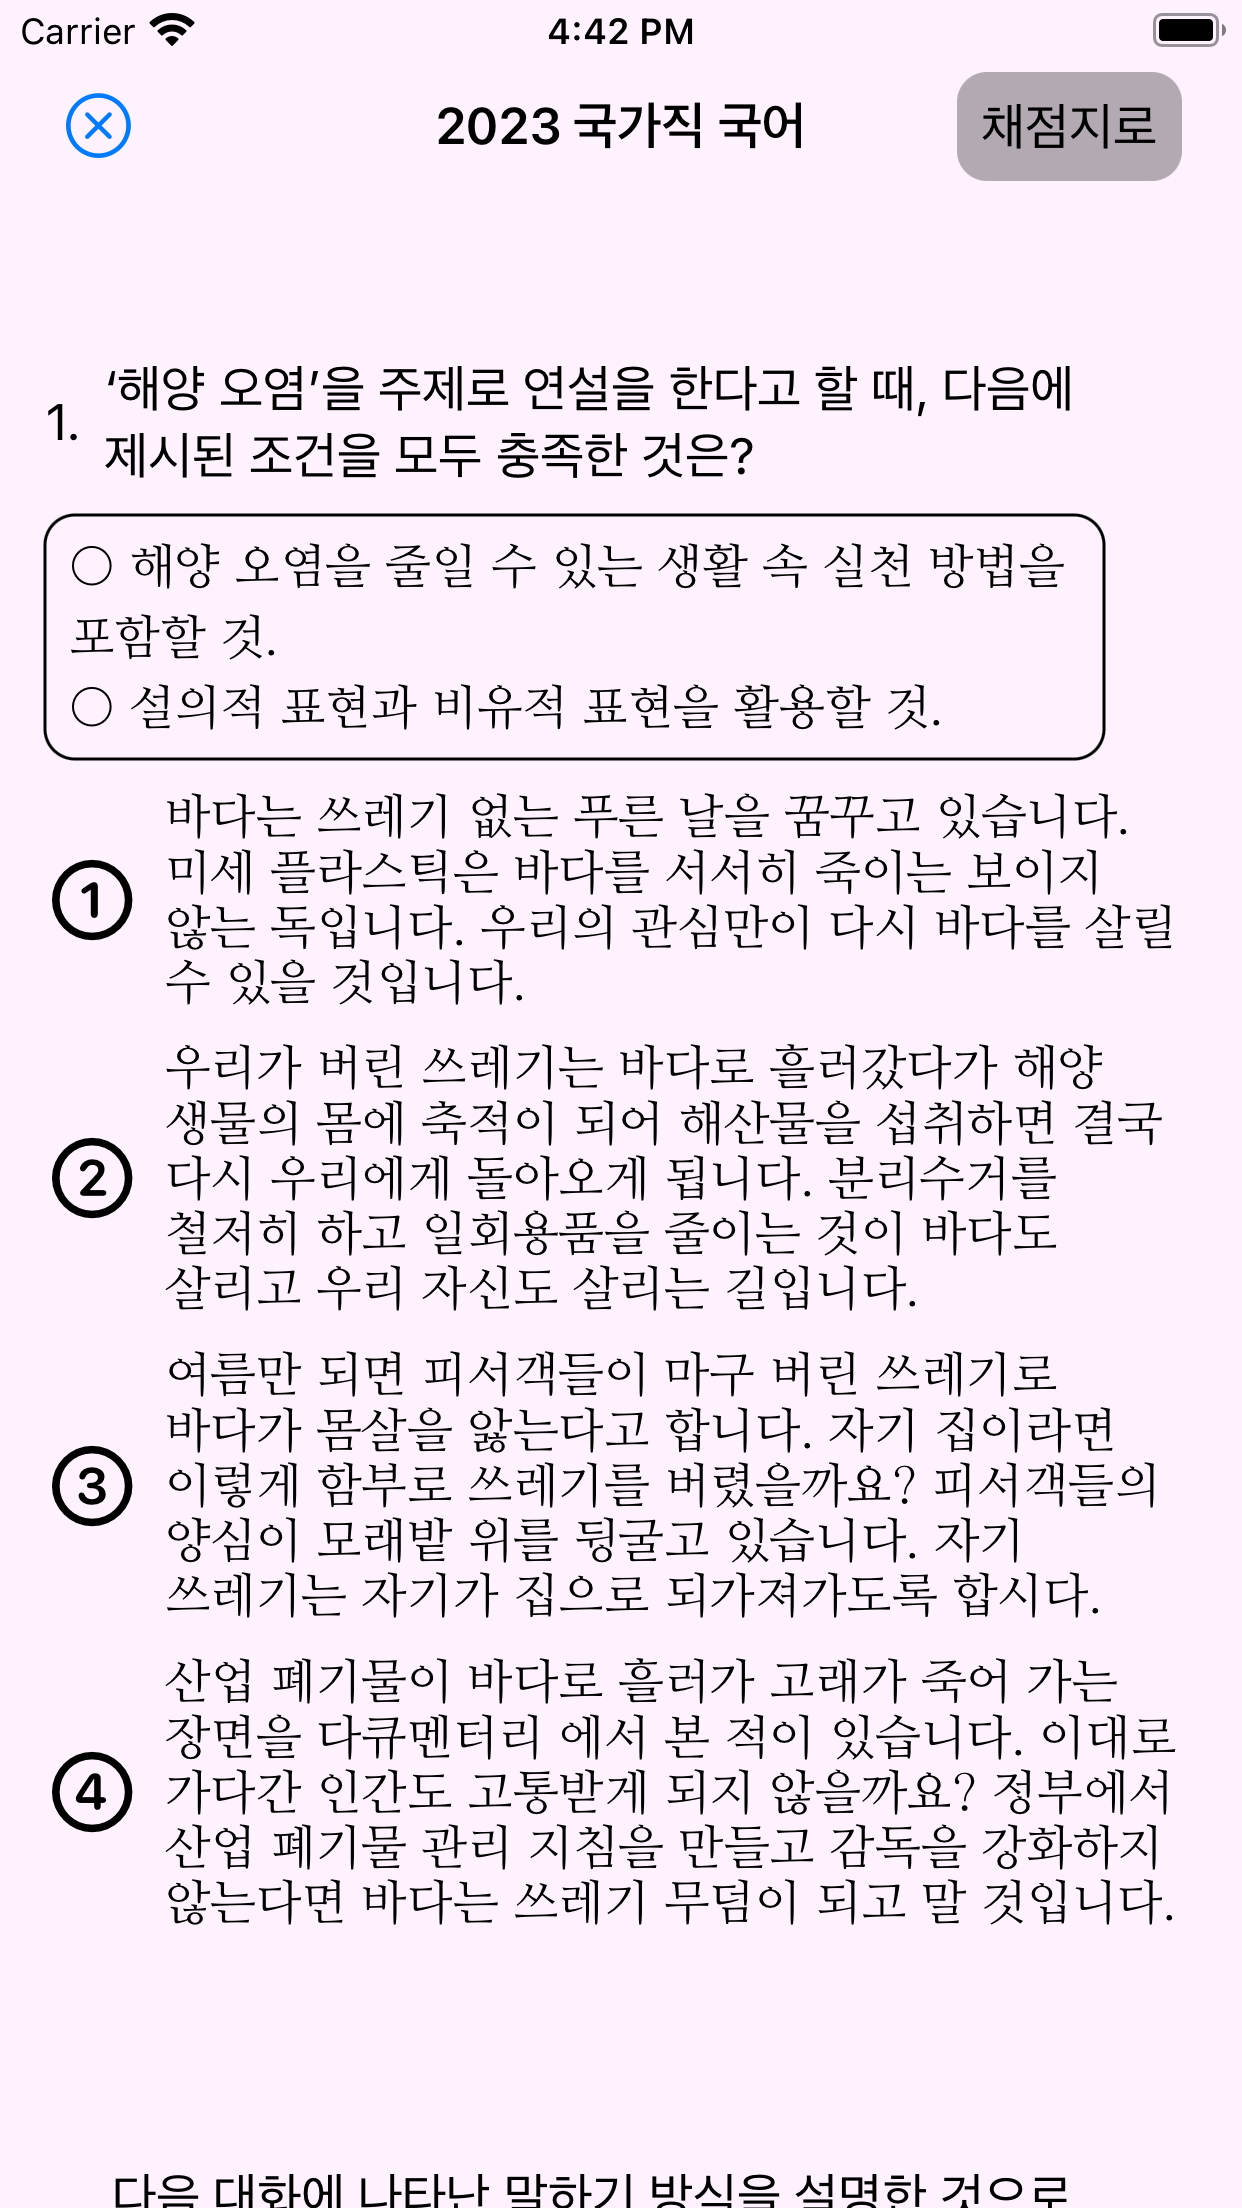 Carrier
4:42 PM
2023 국가직 국어
채점지로
1.
‘해양 오염’을 주제로 연설을 한다고 할 때, 다음에
제시된 조건을 모두 충족한 것은?
○ 해양 오염을 줄일 수 있는 생활 속 실천 방법을
포함할 것.
○ 설의적 표현과 비유적 표현을 활용할 것.
①
바다는 쓰레기 없는 푸른 날을 꿈꾸고 있습니다.
미세 플라스틱은 바다를 서서히 죽이는 보이지
않는 독입니다. 우리의 관심만이 다시 바다를 살릴
수 있을 것입니다.
②
우리가 버린 쓰레기는 바다로 흘러갔다가 해양
생물의 몸에 축적이 되어 해산물을 섭취하면 결국
다시 우리에게 돌아오게 됩니다. 분리수거를
철저히 하고 일회용품을 줄이는 것이 바다도
살리고 우리 자신도 살리는 길입니다.
③
여름만 되면 피서객들이 마구 버린 쓰레기로
바다가 몸살을 앓는다고 합니다. 자기 집이라면
이렇게 함부로 쓰레기를 버렸을까요? 피서객들의
양심이 모래밭 위를 뒹굴고 있습니다. 자기
쓰레기는 자기가 집으로 되가져가도록 합시다.
④
산업 폐기물이 바다로 흘러가 고래가 죽어 가는
장면을 다큐멘터리 에서 본 적이 있습니다. 이대로
가다간 인간도 고통받게 되지 않을까요? 정부에서
산업 폐기물 관리 지침을 만들고 감독을 강화하지
않는다면 바다는 쓰레기 무덤이 되고 말 것입니다.
다음 대화에 나타난 말하기 방식을 설명한 것으로